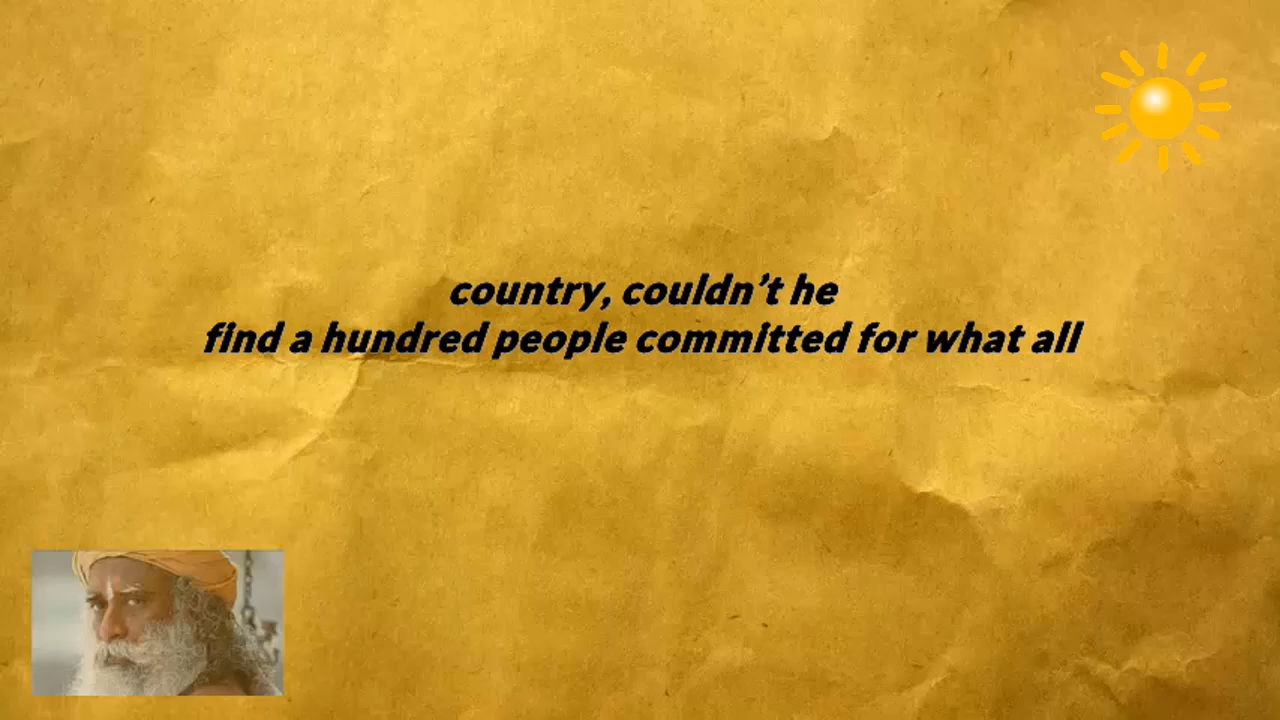 country, couldn't he
find a hundred people committed for what all